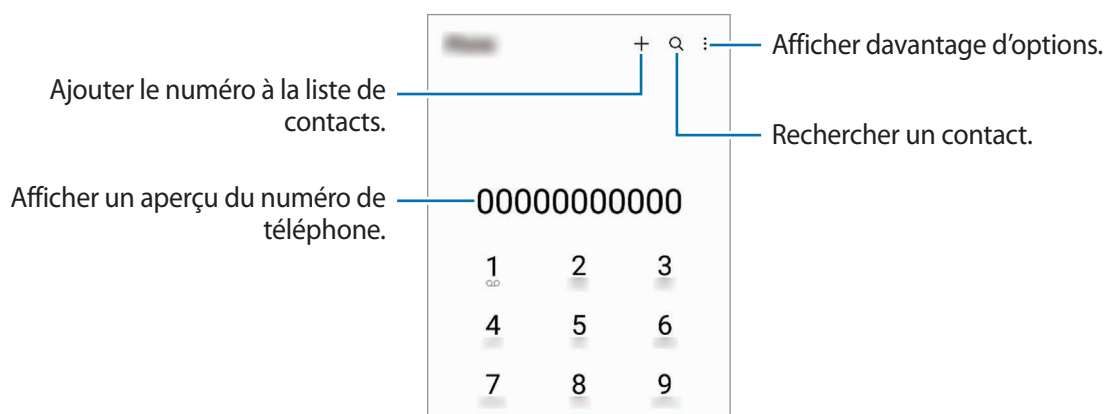 Afficher davantage d'options.
Ajouter le numéro à la liste de
contacts.
Rechercher un contact.
Afficher un aperçu du numéro de
téléphone.
00000000000
1 2 3
4 5 6
7 8 9